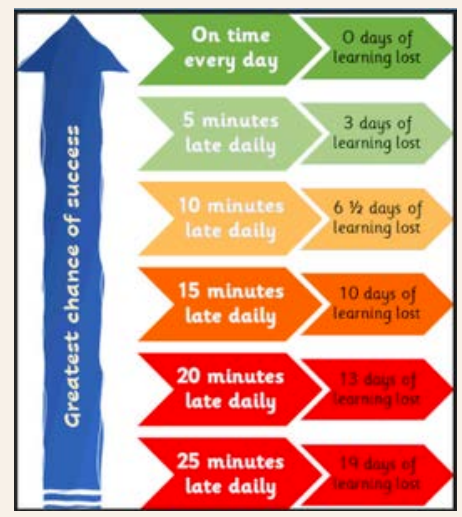 Greatest chance of success
On time
every day
0 days of
learning lost
5 minutes
late daily
3 days of
learning lost
10 minutes
late daily
6 ½ days of
learning lost
15 minutes
late daily
10 days of
learning lost
20 minutes
late daily
13 days of
learning lost
25 minutes
late daily
19 days of
learning lost